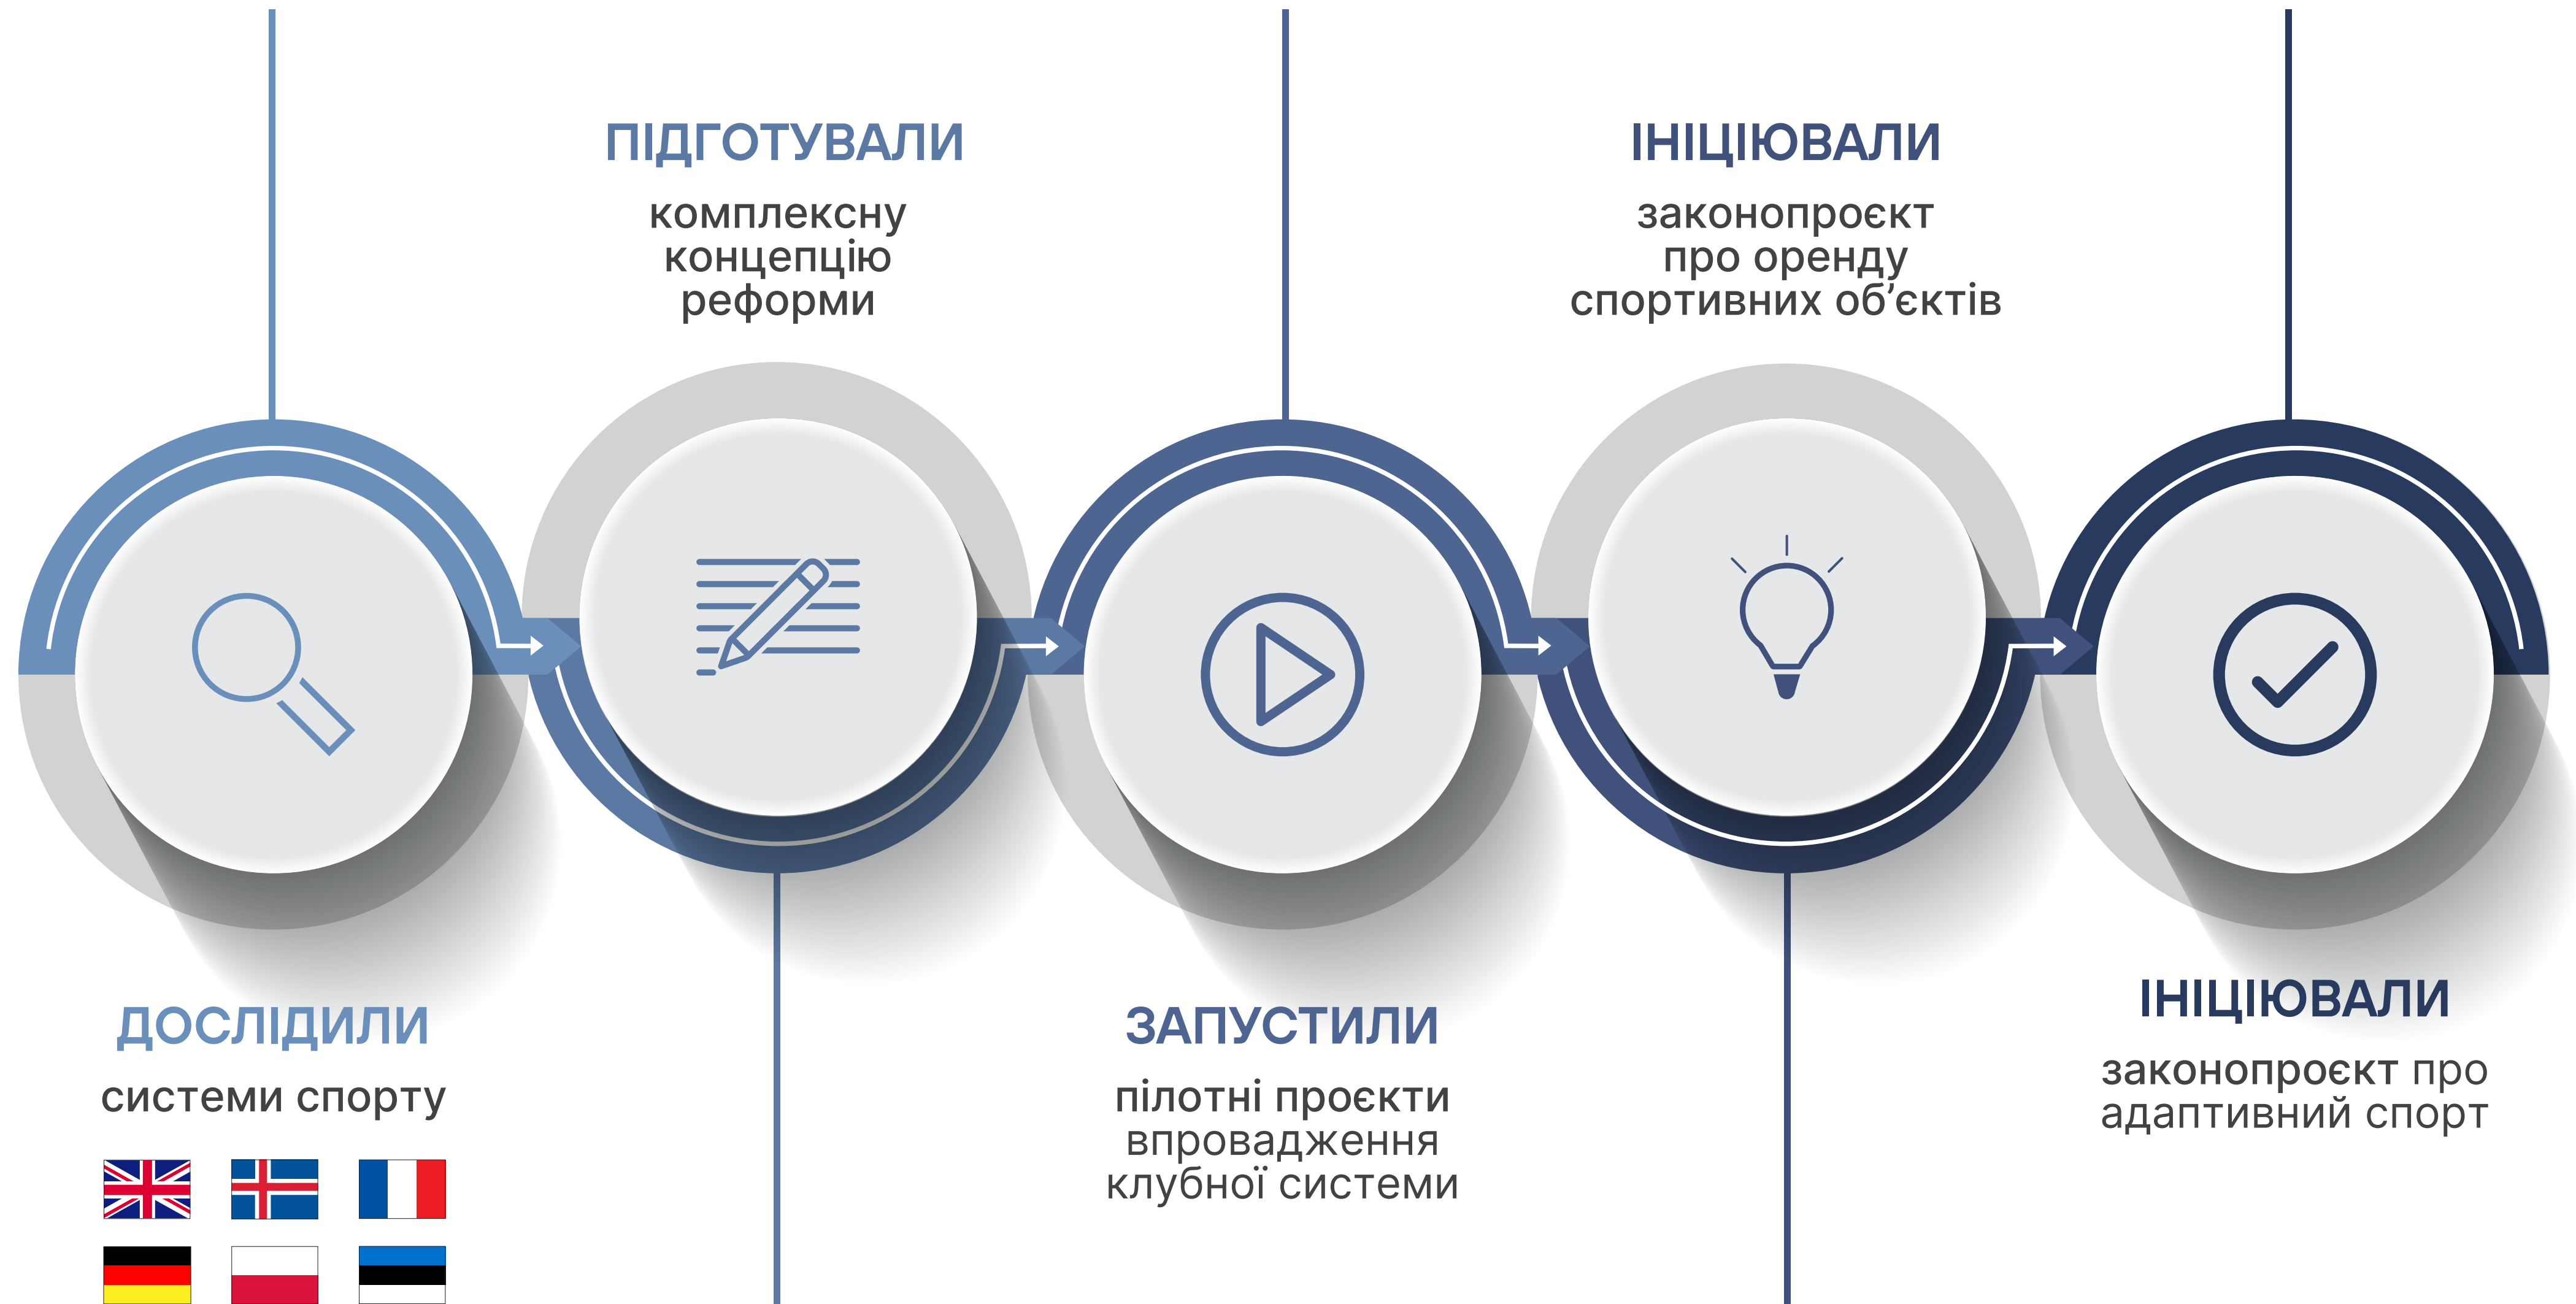 ДОСЛІДИЛИ
системи спорту
ПІДГОТУВАЛИ
комплексну
концепцію
реформи
ЗАПУСТИЛИ
пілотні проєкти
впровадження
клубної системи
ІНІЦІЮВАЛИ
законопроєкт
про оренду
спортивних об’єктів
ІНІЦІЮВАЛИ
законопроєкт про
адаптивний спорт